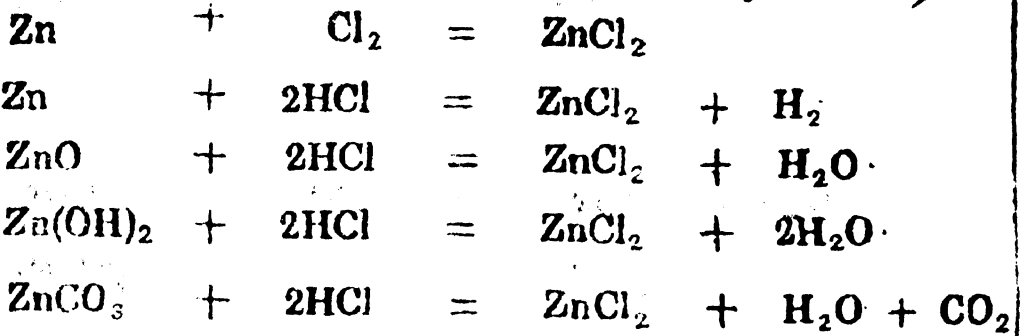 Zn + Cl₂ = ZnCl₂
Zn + 2HCl = ZnCl₂ + H₂
ZnO + 2HCl = ZnCl₂ + H₂O
Zn(OH)₂ + 2HCl = ZnCl₂ + 2H₂O
ZnCO₃ + 2HCl = ZnCl₂ + H₂O + CO₂